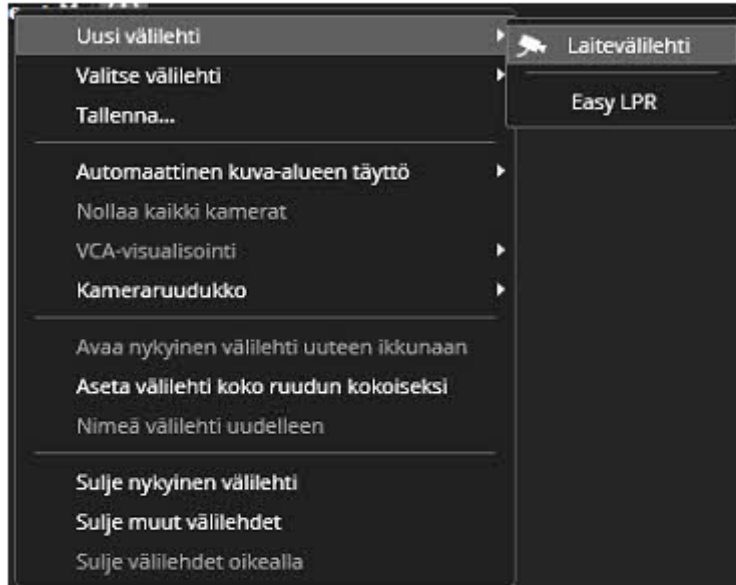 Uusi välilehti
Laitevälilehti
Valitse välilehti
Easy LPR
Tallenna...
Automaattinen kuva-alueen täyttö
Nollaa kaikki kamerat
VCA-visualisointi
Kameraruudukko
Avaa nykyinen välilehti uuteen ikkunaan
Aseta välilehti koko ruudun kokoiseksi
Nimeä välilehti uudelleen
Sulje nykyinen välilehti
Sulje muut välilehdet
Sulje välilehdet oikealla